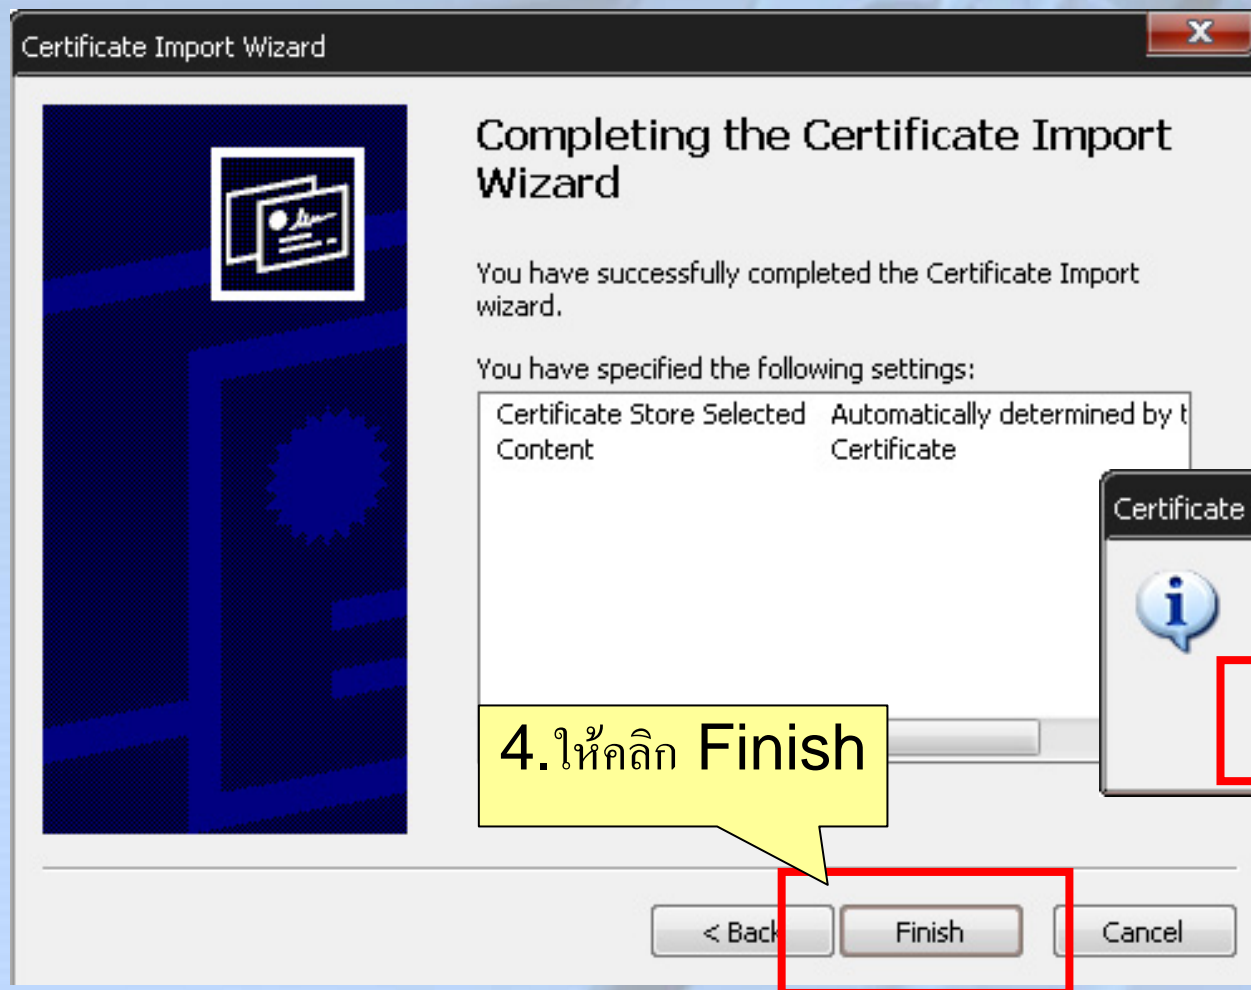 Certificate Import Wizard
Completing the Certificate Import
Wizard
You have successfully completed the Certificate Import
wizard.
You have specified the following settings:
Certificate Store Selected Automatically determined by t
Content Certificate
Certificate
4.ให้คลิก Finish
< Back Finish Cancel